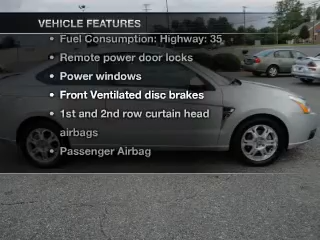 VEHICLE FEATURES
• Fuel Consumption: Highway: 35
• Remote power door locks
• Power windows
• Front Ventilated disc brakes
• 1st and 2nd row curtain head
airbags
• Passenger Airbag